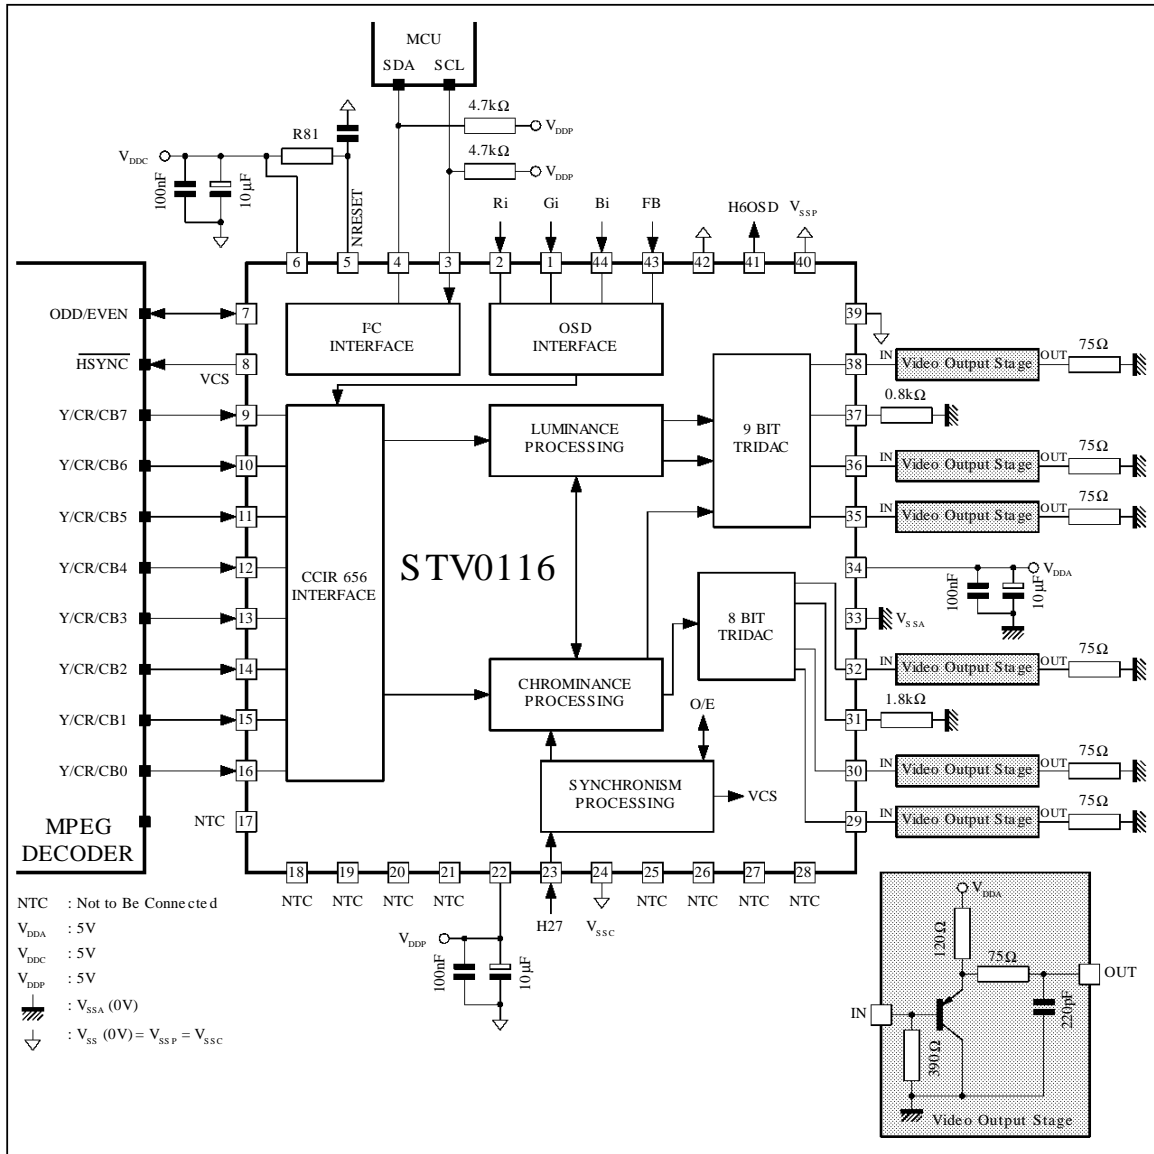 MCU
SDA SCL
4.7kΩ
VDDP
4.7kΩ
VDDP
R81
VDDC
100nF
10µF
NRESET
Ri Gi Bi FB H6OSD VSSP
6 5 4 3 2 1 44 43 42 41 40
ODD/EVEN 7
HSYNC 8
VCS
Y/CR/CB7 9
Y/CR/CB6 10
Y/CR/CB5 11
Y/CR/CB4 12
Y/CR/CB3 13
Y/CR/CB2 14
Y/CR/CB1 15
Y/CR/CB0 16
NTC 17
MPEG
DECODER
I²C
INTERFACE
OSD
INTERFACE
CCIR 656
INTERFACE
LUMINANCE
PROCESSING
9 BIT
TRIDAC
STV0116
8 BIT
TRIDAC
CHROMINANCE
PROCESSING
O/E
SYNCHRONISM
PROCESSING
VCS
39
38 IN Video Output Stage OUT 75Ω
37 0.8kΩ
36 IN Video Output Stage OUT 75Ω
35 IN Video Output Stage OUT 75Ω
34 VDDA
100nF
10µF
33 VSSA
32 IN Video Output Stage OUT 75Ω
31 1.8kΩ
30 IN Video Output Stage OUT 75Ω
29 IN Video Output Stage OUT 75Ω
18 19 20 21 22 23 24 25 26 27 28
NTC NTC NTC NTC H27 VSSC NTC NTC NTC NTC
VDDP
100nF
10µF
NTC : Not to Be Connected
VDDA : 5V
VDDC : 5V
VDDP : 5V
: VSSA (0V)
: VSS (0V) = VSSP = VSSC
VDDA
120Ω
75Ω
OUT
220pF
IN
390Ω
Video Output Stage